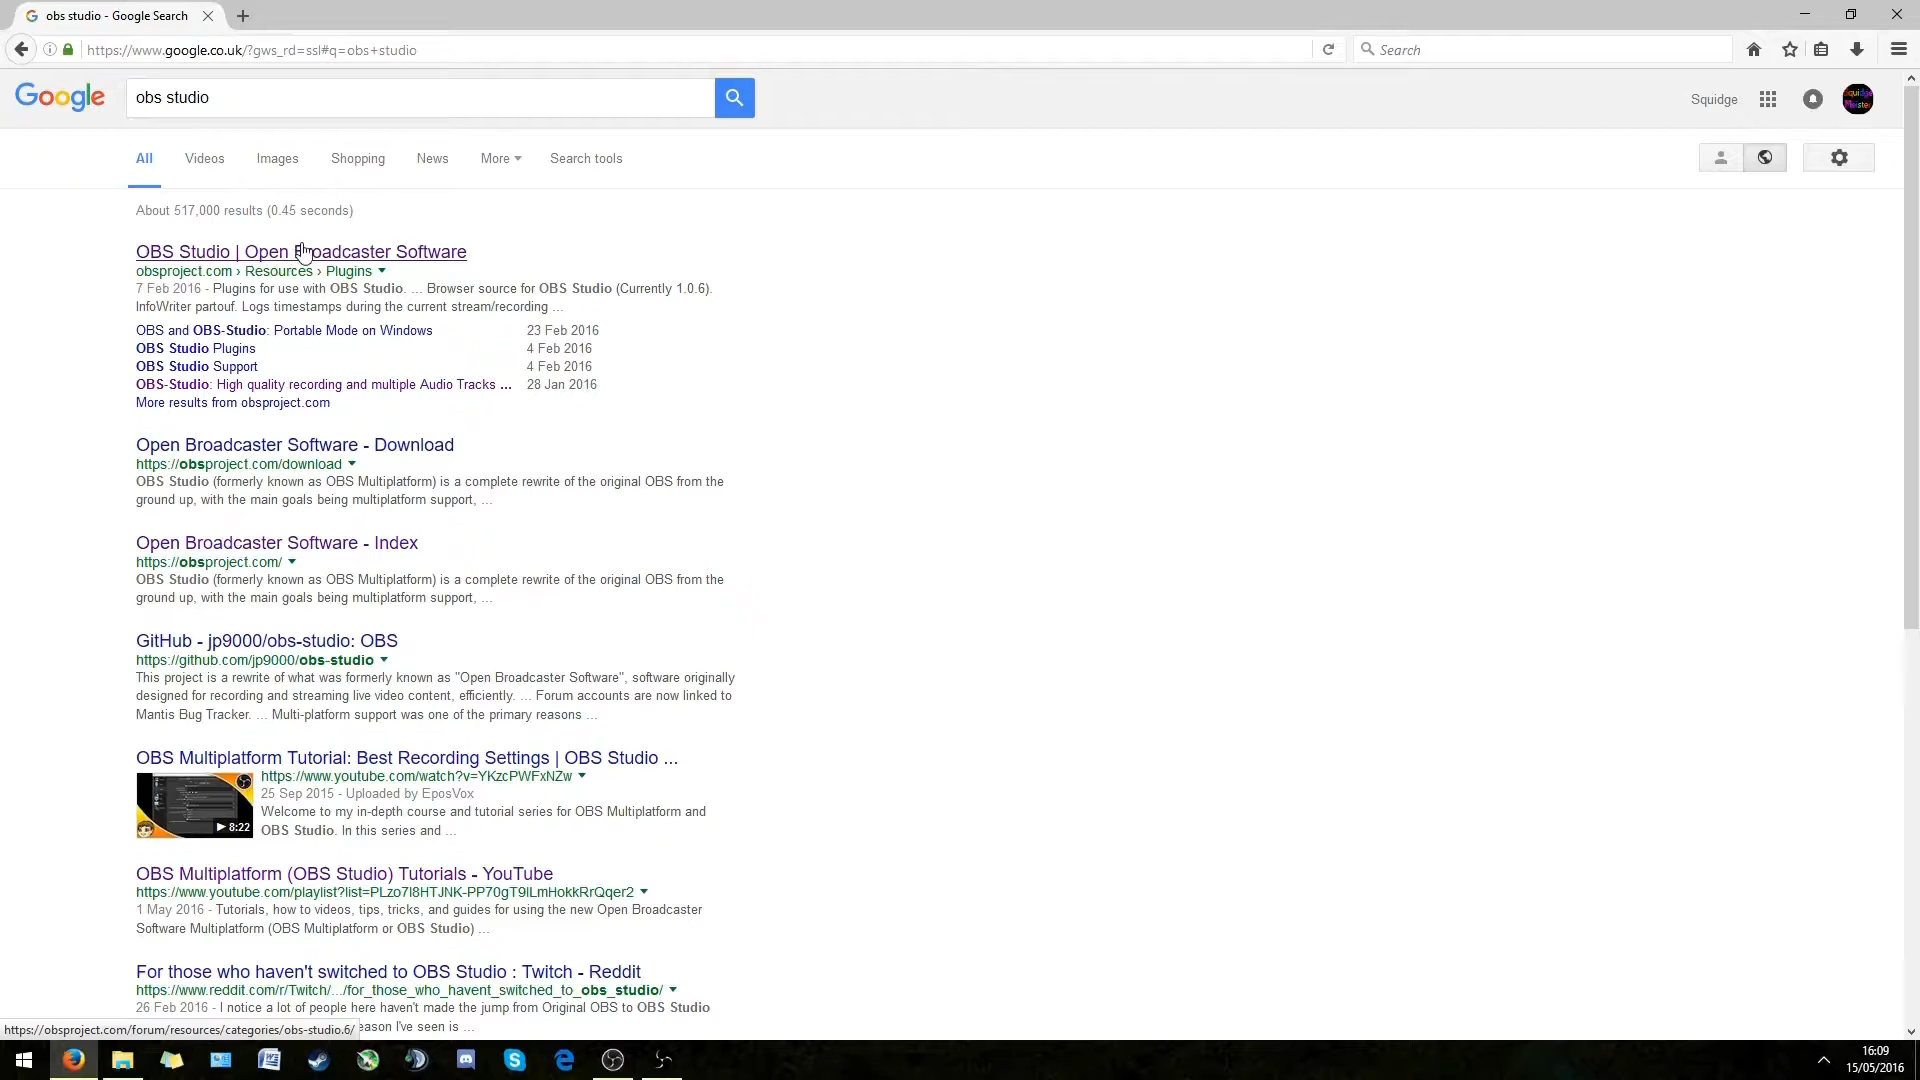 obs studio - Google Search
https://www.google.co.uk/?gws_rd=ssl#q=obs+studio
Search
Google
obs studio
Squidge
All
Videos
Images
Shopping
News
More
Search tools
About 517,000 results (0.45 seconds)
OBS Studio | Open Broadcaster Software
obsproject.com › Resources › Plugins
7 Feb 2016 - Plugins for use with OBS Studio. ... Browser source for OBS Studio (Currently 1.0.6).
InfoWriter partouf. Logs timestamps during the current stream/recording ...
OBS and OBS-Studio: Portable Mode on Windows 23 Feb 2016
OBS Studio Plugins 4 Feb 2016
OBS Studio Support 4 Feb 2016
OBS-Studio: High quality recording and multiple Audio Tracks ... 28 Jan 2016
More results from obsproject.com
Open Broadcaster Software - Download
https://obsproject.com/download
OBS Studio (formerly known as OBS Multiplatform) is a complete rewrite of the original OBS from the
ground up, with the main goals being multiplatform support, ...
Open Broadcaster Software - Index
https://obsproject.com/
OBS Studio (formerly known as OBS Multiplatform) is a complete rewrite of the original OBS from the
ground up, with the main goals being multiplatform support, ...
GitHub - jp9000/obs-studio: OBS
https://github.com/jp9000/obs-studio
This project is a rewrite of what was formerly known as "Open Broadcaster Software", software originally
designed for recording and streaming live video content, efficiently. ... Forum accounts are now linked to
Mantis Bug Tracker. ... Multi-platform support was one of the primary reasons ...
OBS Multiplatform Tutorial: Best Recording Settings | OBS Studio ...
https://www.youtube.com/watch?v=YKzcPWFxNZw
25 Sep 2015 - Uploaded by EposVox
Welcome to my in-depth course and tutorial series for OBS Multiplatform and
OBS Studio. In this series and ...
8:22
OBS Multiplatform (OBS Studio) Tutorials - YouTube
https://www.youtube.com/playlist?list=PLzo7l8HTJNK-PP70gT9lLmHokkRrQqer2
1 May 2016 - Tutorials, how to videos, tips, tricks, and guides for using the new Open Broadcaster
Software Multiplatform (OBS Multiplatform or OBS Studio) ...
For those who haven't switched to OBS Studio : Twitch - Reddit
https://www.reddit.com/r/Twitch/.../for_those_who_havent_switched_to_obs_studio/
26 Feb 2016 - I notice a lot of people here haven't made the jump from Original OBS to OBS Studio
eason I've seen is ...
https://obsproject.com/forum/resources/categories/obs-studio.6/
16:09
15/05/2016